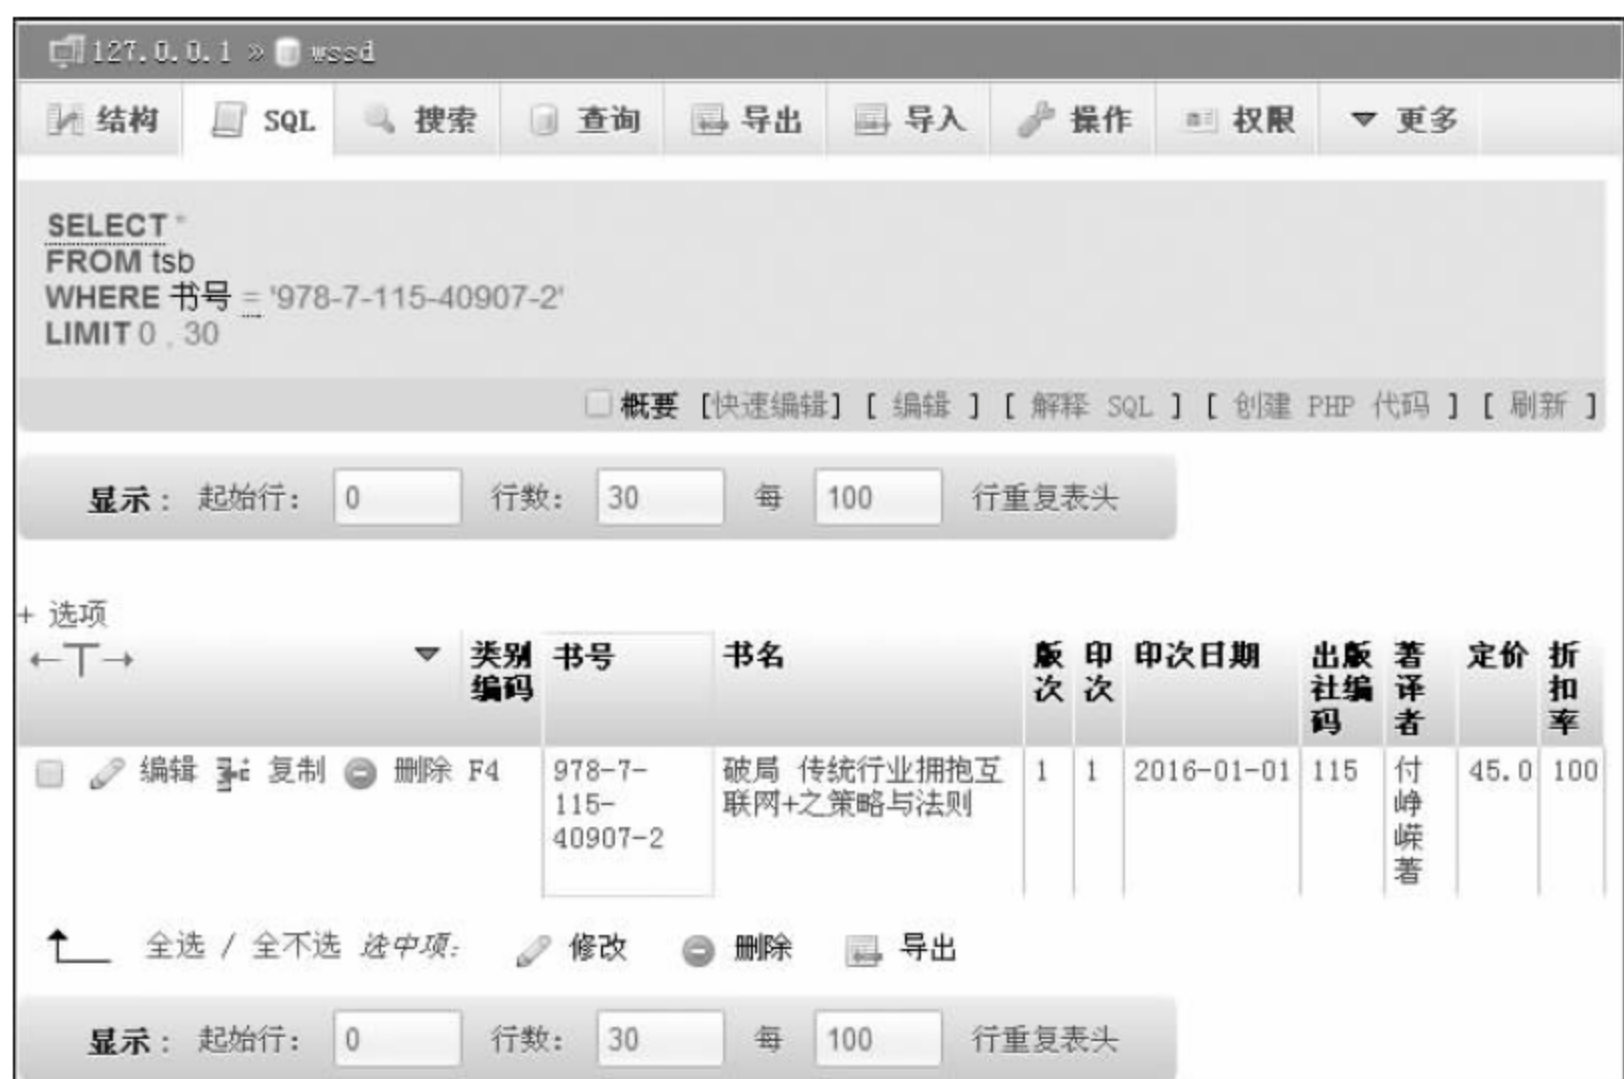 127.0.0.1 » wssd
结构 SQL 搜索 查询 导出 导入 操作 权限 更多
SELECT *
FROM tsb
WHERE 书号 = '978-7-115-40907-2'
LIMIT 0 , 30
概要 [快速编辑] [ 编辑 ] [ 解释 SQL ] [ 创建 PHP 代码 ] [ 刷新 ]
显示： 起始行： 0 行数： 30 每 100 行重复表头
+ 选项
←T→ 类别 书号 书名 版 印 印次日期 出版 著 定价 折
编码 次 次 社编 译 扣
码 者 率
编辑 复制 删除 F4 978-7- 破局 传统行业拥抱互 1 1 2016-01-01 115 付 45.0 100
115- 联网+之策略与法则 峥
40907-2 嵘
著
全选 / 全不选 选中项： 修改 删除 导出
显示： 起始行： 0 行数： 30 每 100 行重复表头